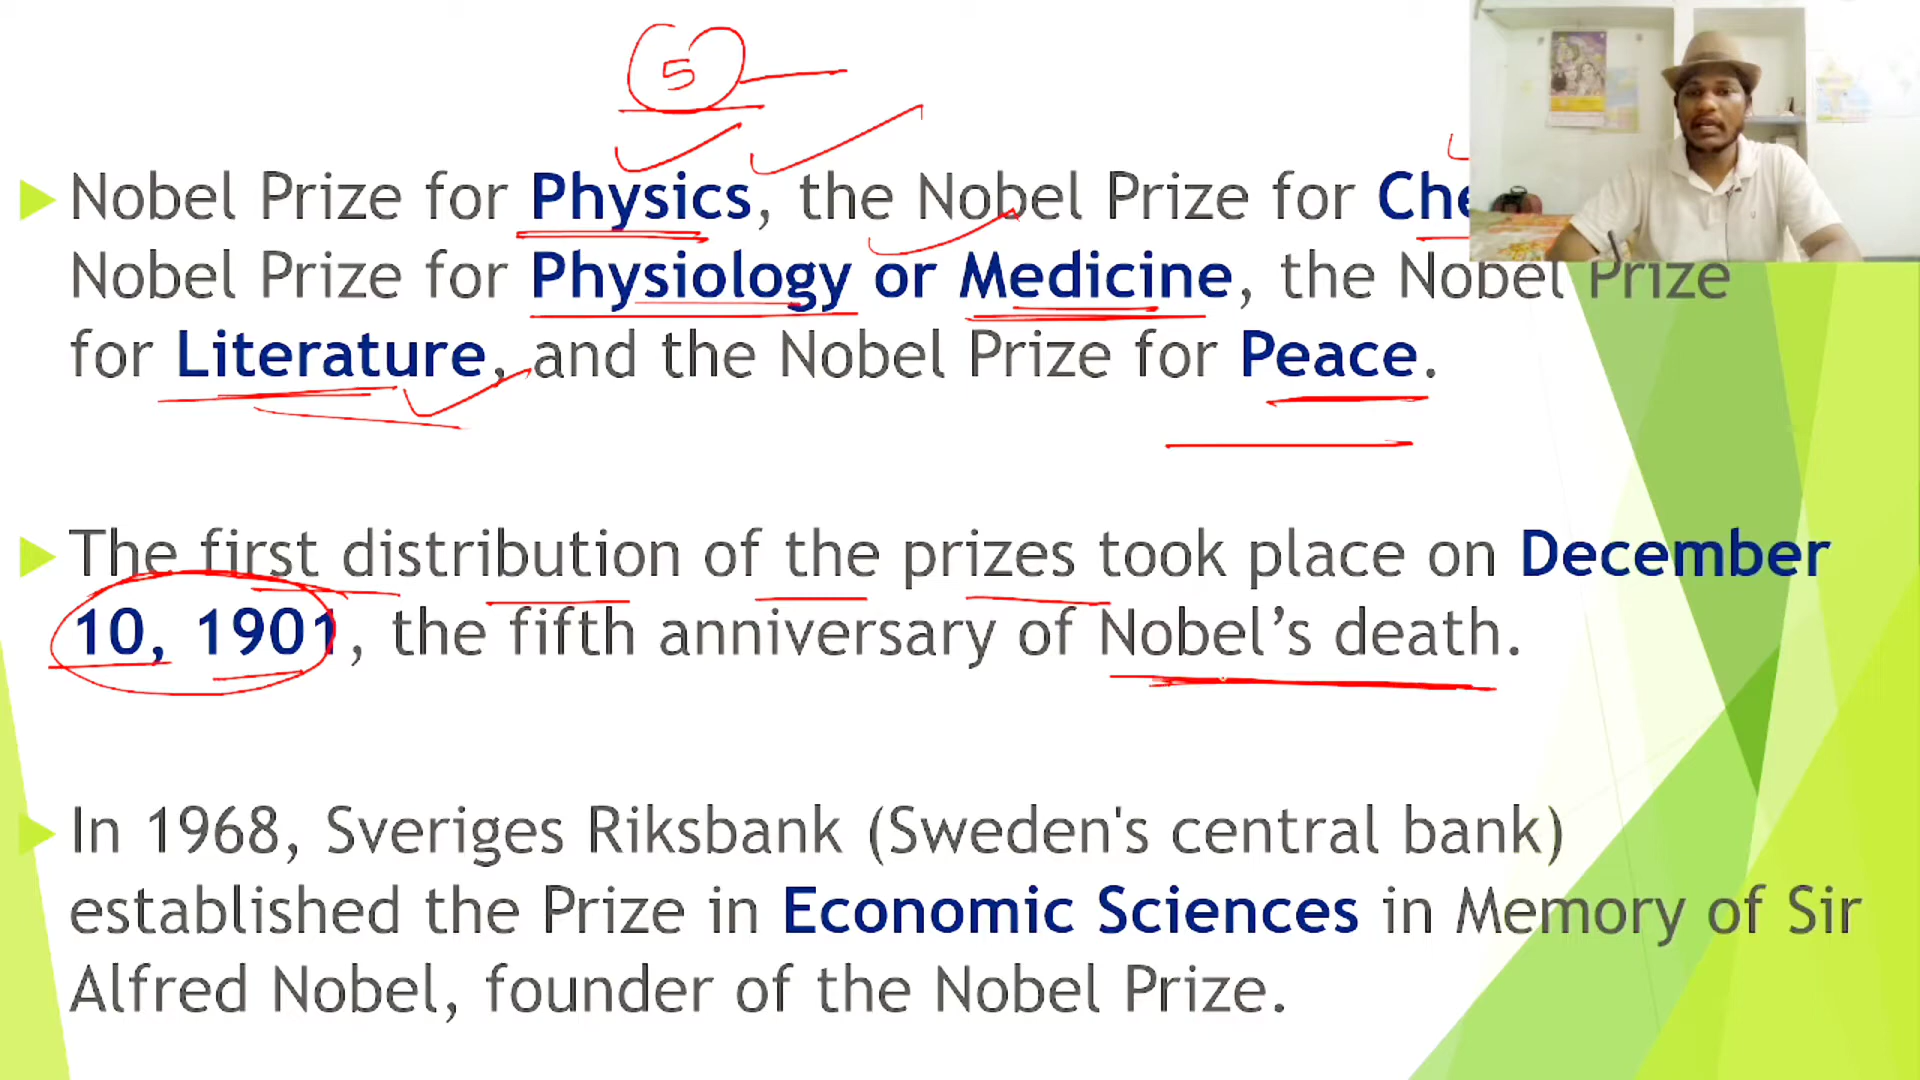 5
Nobel Prize for Physics, the Nobel Prize for Che
Nobel Prize for Physiology or Medicine, the Nobel Prize
for Literature, and the Nobel Prize for Peace.
The first distribution of the prizes took place on December
10, 1901, the fifth anniversary of Nobel’s death.
In 1968, Sveriges Riksbank (Sweden's central bank)
established the Prize in Economic Sciences in Memory of Sir
Alfred Nobel, founder of the Nobel Prize.